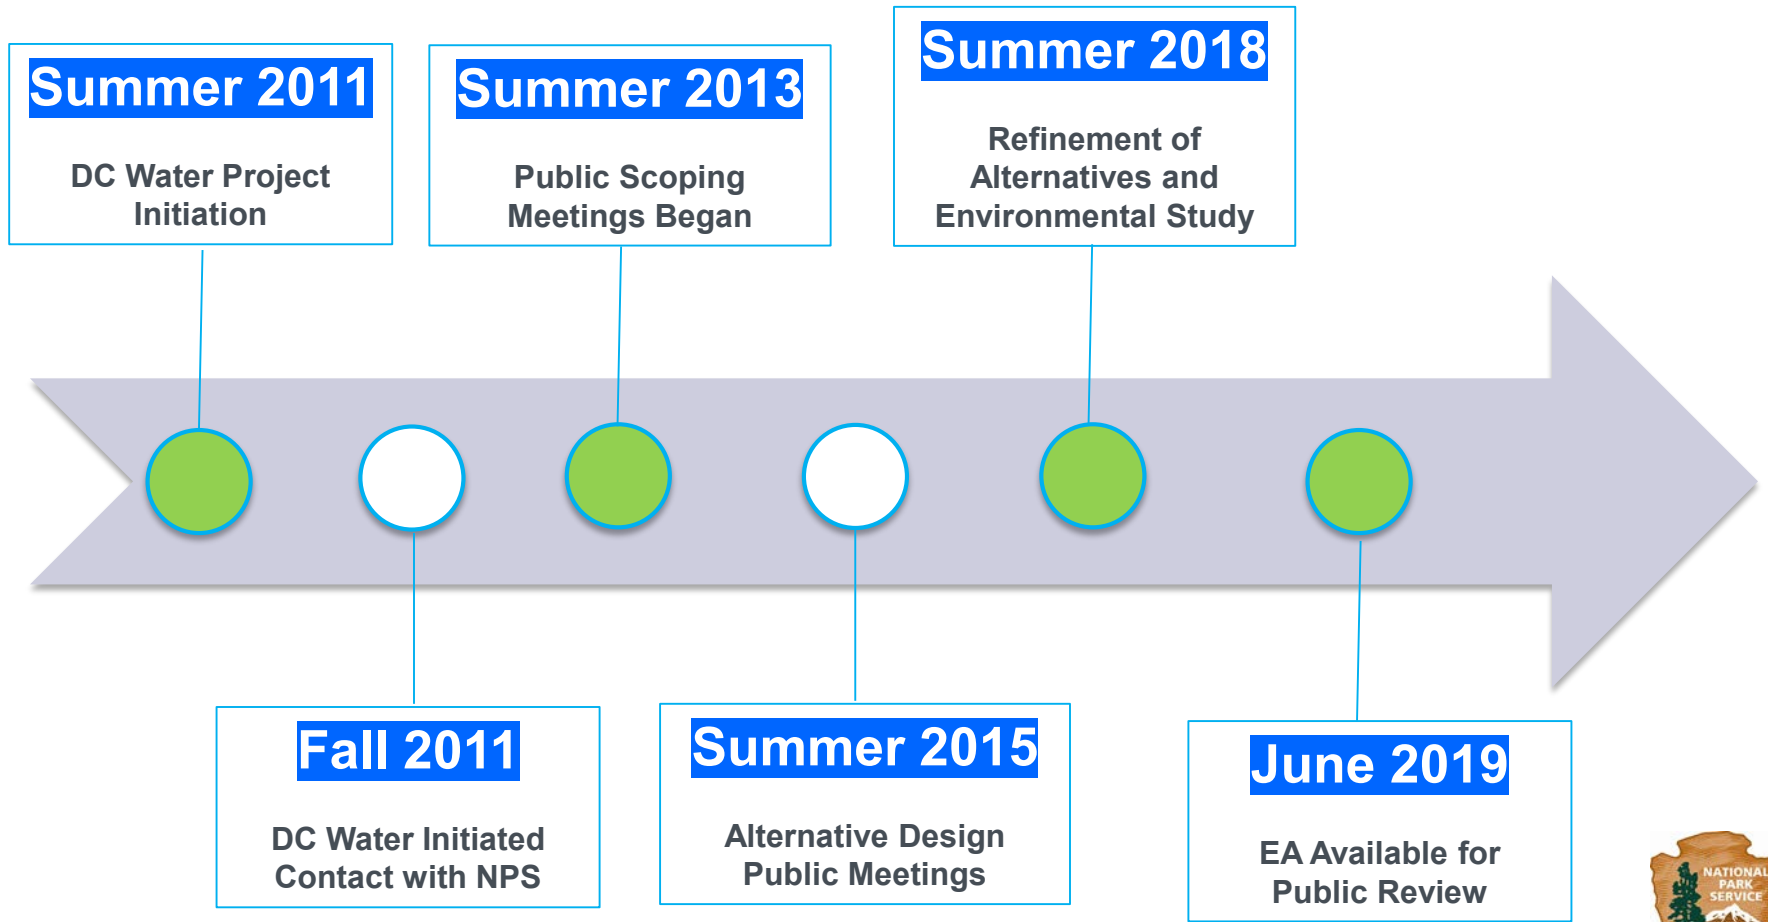 Summer 2011
DC Water Project
Initiation
Summer 2013
Public Scoping
Meetings Began
Summer 2018
Refinement of
Alternatives and
Environmental Study
Fall 2011
DC Water Initiated
Contact with NPS
Summer 2015
Alternative Design
Public Meetings
June 2019
EA Available for
Public Review
NATIONAL
PARK
SERVICE